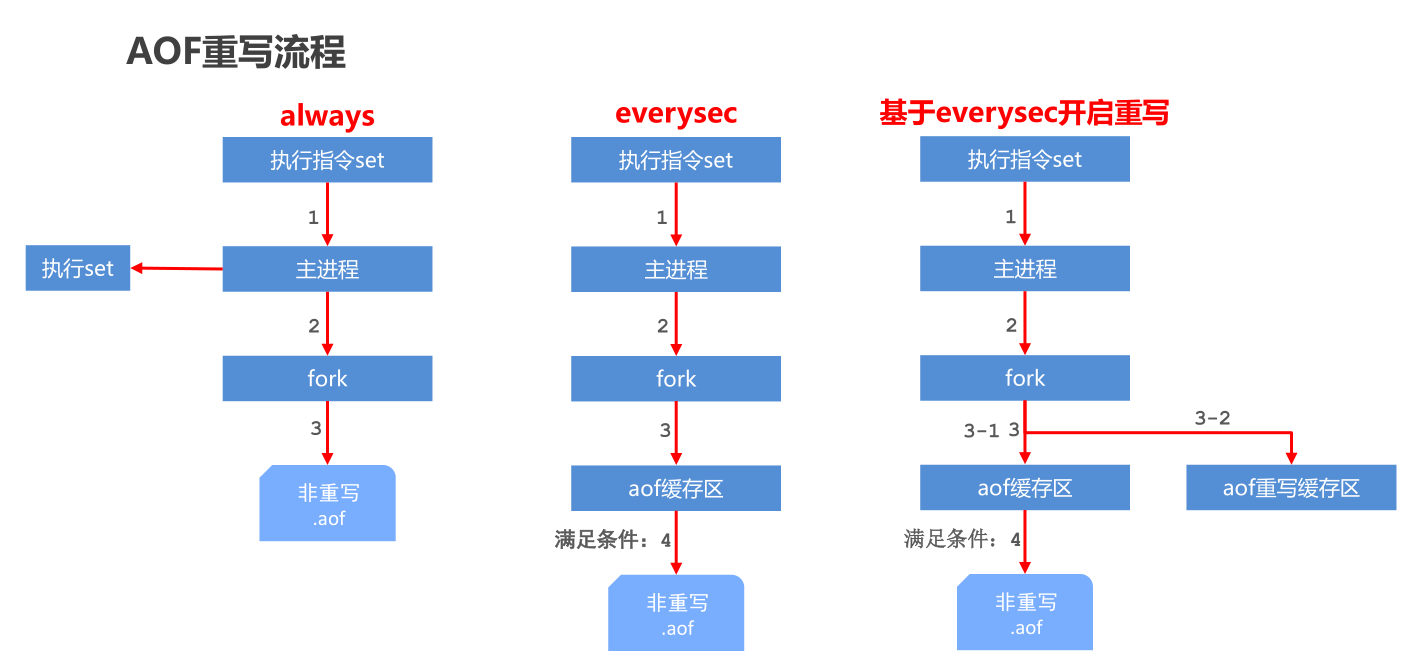 AOF重写流程
always
执行指令set
1
执行set
主进程
2
fork
3
非重写
.aof
everysec
执行指令set
1
主进程
2
fork
3
aof缓存区
满足条件：4
非重写
.aof
基于everysec开启重写
执行指令set
1
主进程
2
fork
3-1 3
3-2
aof缓存区
aof重写缓存区
满足条件：4
非重写
.aof